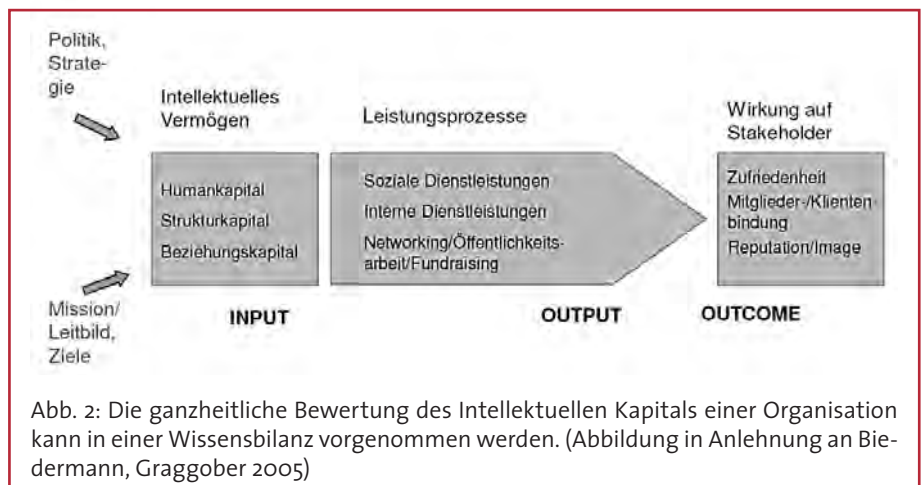 Politik,
Strate-
gie
Intellektuelles
Vermögen
Leistungsprozesse
Wirkung auf
Stakeholder
Humankapital
Strukturkapital
Beziehungskapital
Soziale Dienstleistungen
Interne Dienstleistungen
Networking/Öffentlichkeits-
arbeit/Fundraising
Zufriedenheit
Mitglieder-/Klienten
bindung
Reputation/Image
Mission/
Leitbild,
Ziele
INPUT
OUTPUT
OUTCOME
Abb. 2: Die ganzheitliche Bewertung des Intellektuellen Kapitals einer Organisation
kann in einer Wissensbilanz vorgenommen werden. (Abbildung in Anlehnung an Bie-
dermann, Graggober 2005)